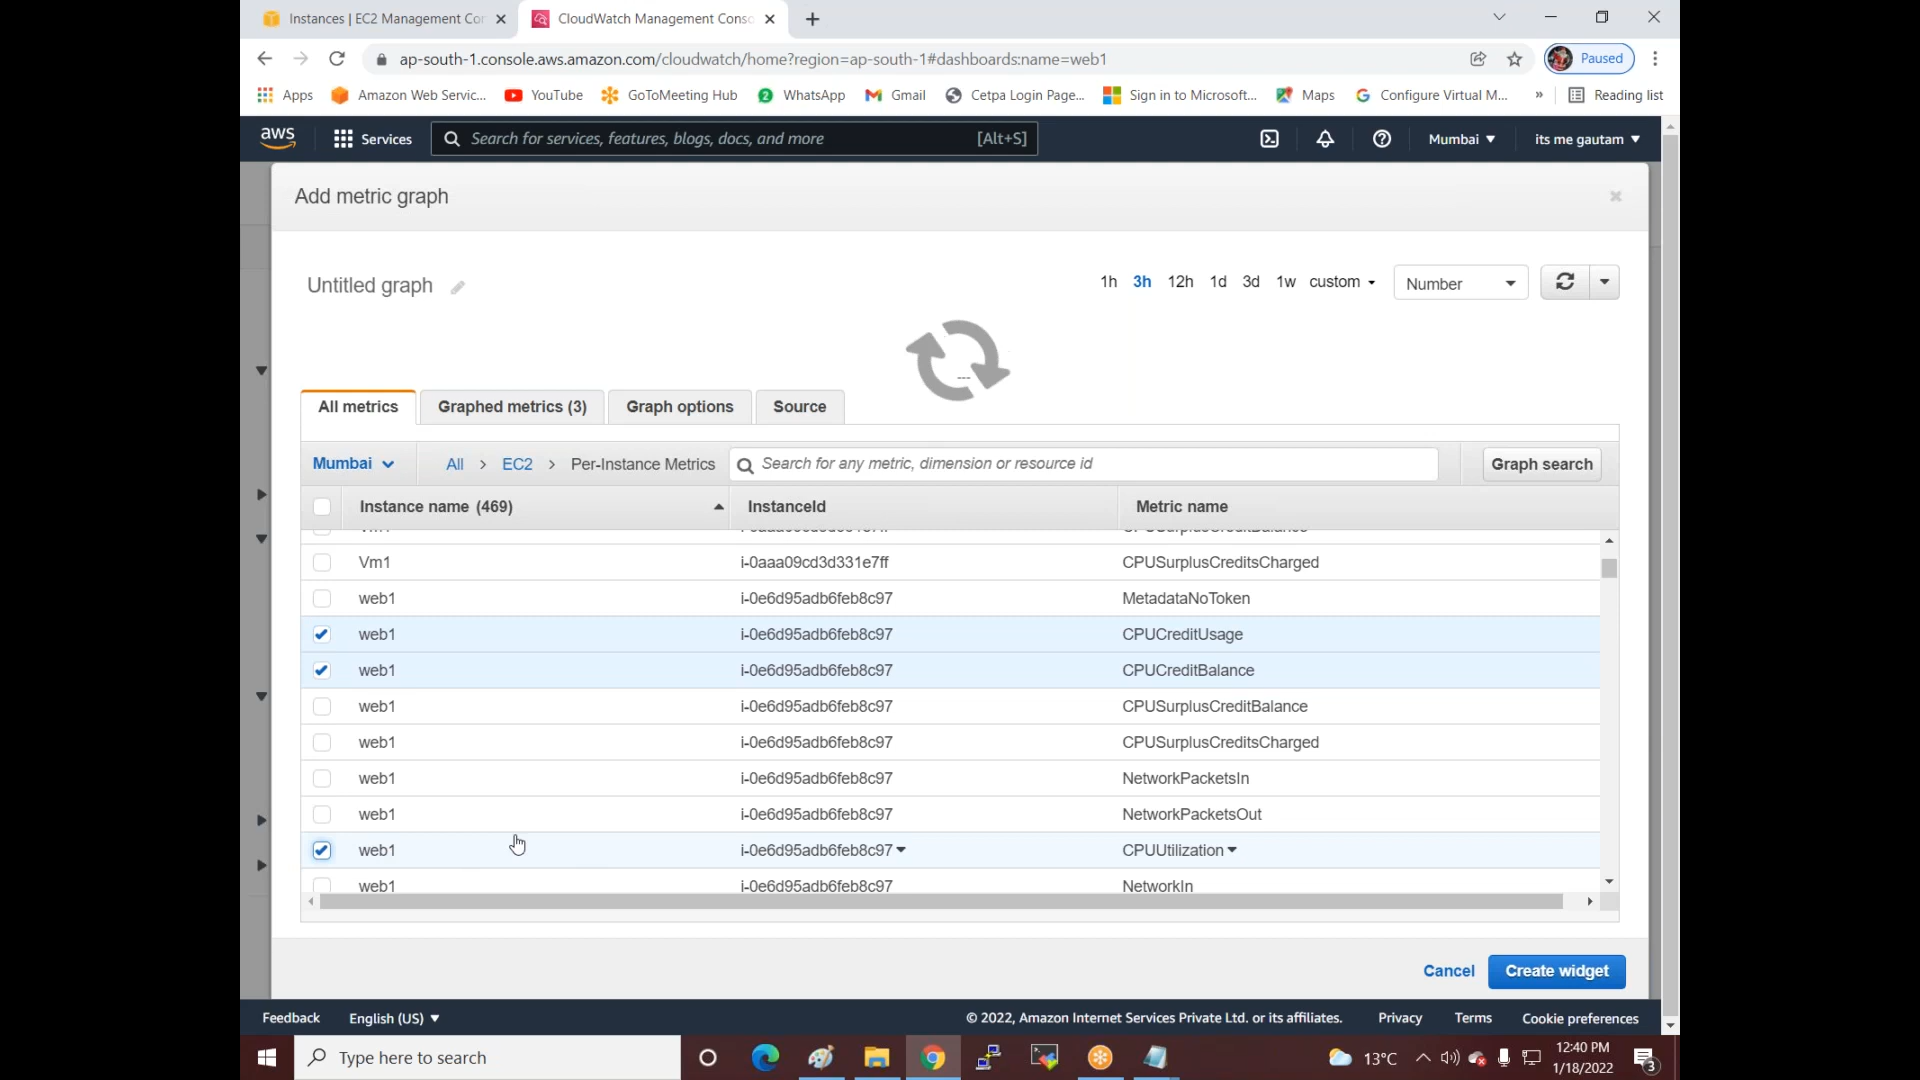 Instances | EC2 Management Cor
CloudWatch Management Consc
ap-south-1.console.aws.amazon.com/cloudwatch/home?region=ap-south-1#dashboards:name=web1
Paused
Apps
Amazon Web Servic...
YouTube
GoToMeeting Hub
2
WhatsApp
Gmail
Cetpa Login Page...
Sign in to Microsoft...
Maps
Configure Virtual M...
»
Reading list
aws
Services
Search for services, features, blogs, docs, and more
[Alt+S]
Mumbai
its me gautam
Add metric graph
Untitled graph
1h 3h 12h 1d 3d 1w custom
Number
---
All metrics
Graphed metrics (3)
Graph options
Source
Mumbai
All > EC2 > Per-Instance Metrics
Search for any metric, dimension or resource id
Graph search
Instance name (469) InstanceId Metric name
Vm1 i-0aaa09cd3d331e7ff CPUSurplusCreditsCharged
web1 i-0e6d95adb6feb8c97 MetadataNoToken
web1 i-0e6d95adb6feb8c97 CPUCreditUsage
web1 i-0e6d95adb6feb8c97 CPUCreditBalance
web1 i-0e6d95adb6feb8c97 CPUSurplusCreditBalance
web1 i-0e6d95adb6feb8c97 CPUSurplusCreditsCharged
web1 i-0e6d95adb6feb8c97 NetworkPacketsIn
web1 i-0e6d95adb6feb8c97 NetworkPacketsOut
web1 i-0e6d95adb6feb8c97 CPUUtilization
web1 i-0e6d95adb6feb8c97 NetworkIn
Cancel
Create widget
Feedback
English (US)
© 2022, Amazon Internet Services Private Ltd. or its affiliates.
Privacy
Terms
Cookie preferences
Type here to search
13°C
12:40 PM
1/18/2022
3